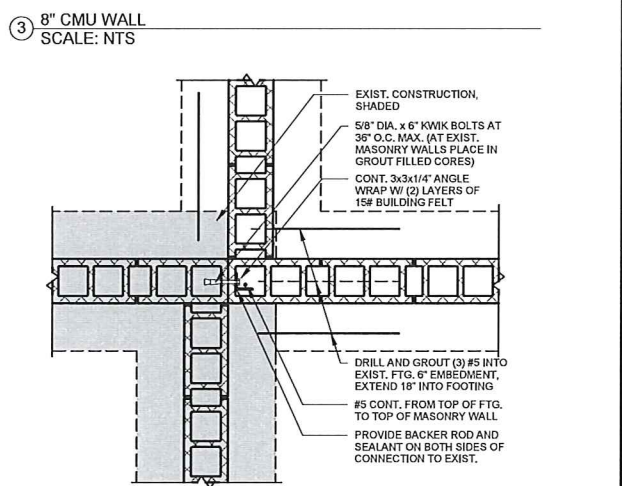 3
8" CMU WALL
SCALE: NTS
EXIST. CONSTRUCTION,
SHADED
5/8" DIA. x 6" KWIK BOLTS AT
36" O.C. MAX. (AT EXIST.
MASONRY WALLS PLACE IN
GROUT FILLED CORES)
CONT. 3x3x1/4" ANGLE
WRAP W/ (2) LAYERS OF
15# BUILDING FELT
DRILL AND GROUT (3) #5 INTO
EXIST. FTG. 6" EMBEDMENT,
EXTEND 18" INTO FOOTING
#5 CONT. FROM TOP OF FTG.
TO TOP OF MASONRY WALL
PROVIDE BACKER ROD AND
SEALANT ON BOTH SIDES OF
CONNECTION TO EXIST.